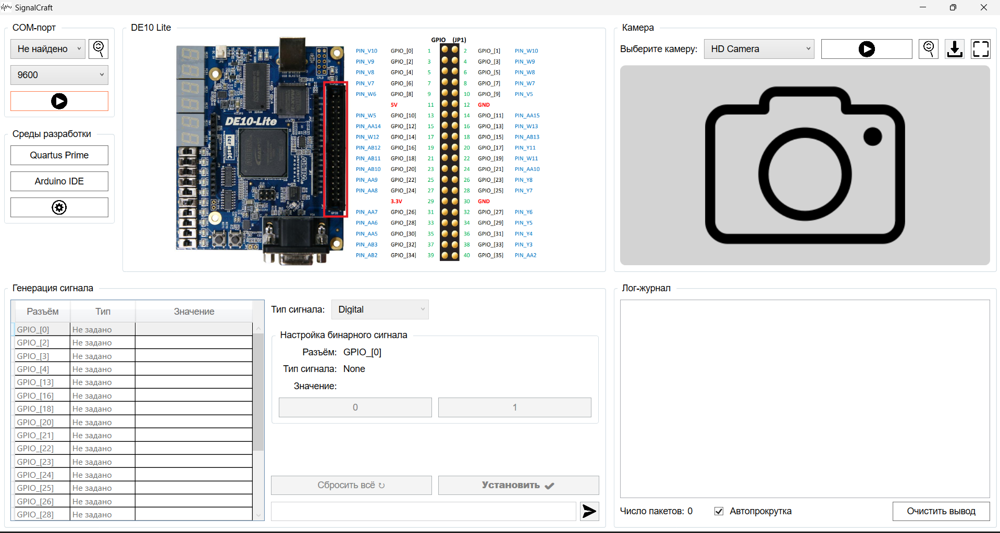 SignalCraft
COM-порт
Не найдено
9600
Среды разработки
Quartus Prime
Arduino IDE
DE10 Lite
DE10-Lite
terasic
GPIO (JP1)
PIN_V10 GPIO_[0] 1 2 GPIO_[1] PIN_W10
PIN_V9 GPIO_[2] 3 4 GPIO_[3] PIN_W9
PIN_V8 GPIO_[4] 5 6 GPIO_[5] PIN_W8
PIN_V7 GPIO_[6] 7 8 GPIO_[7] PIN_W7
PIN_W6 GPIO_[8] 9 10 GPIO_[9] PIN_V5
5V 11 12 GND
PIN_W5 GPIO_[10] 13 14 GPIO_[11] PIN_AA15
PIN_AA14 GPIO_[12] 15 16 GPIO_[13] PIN_W13
PIN_W12 GPIO_[14] 17 18 GPIO_[15] PIN_AB13
PIN_AB12 GPIO_[16] 19 20 GPIO_[17] PIN_Y11
PIN_AB11 GPIO_[18] 21 22 GPIO_[19] PIN_W11
PIN_AB10 GPIO_[20] 23 24 GPIO_[21] PIN_AA10
PIN_AA9 GPIO_[22] 25 26 GPIO_[23] PIN_Y8
PIN_AA8 GPIO_[24] 27 28 GPIO_[25] PIN_Y7
3.3V 29 30 GND
PIN_AA7 GPIO_[26] 31 32 GPIO_[27] PIN_Y6
PIN_AA6 GPIO_[28] 33 34 GPIO_[29] PIN_Y5
PIN_AA5 GPIO_[30] 35 36 GPIO_[31] PIN_Y4
PIN_AB3 GPIO_[32] 37 38 GPIO_[33] PIN_Y3
PIN_AB2 GPIO_[34] 39 40 GPIO_[35] PIN_AA2
Камера
Выберите камеру: HD Camera
Генерация сигнала
Разъём Тип Значение
GPIO_[0] Не задано
GPIO_[2] Не задано
GPIO_[3] Не задано
GPIO_[4] Не задано
GPIO_[13] Не задано
GPIO_[16] Не задано
GPIO_[18] Не задано
GPIO_[20] Не задано
GPIO_[21] Не задано
GPIO_[22] Не задано
GPIO_[23] Не задано
GPIO_[24] Не задано
GPIO_[25] Не задано
GPIO_[26] Не задано
GPIO_[28] Не задано
Тип сигнала: Digital
Настройка бинарного сигнала
Разъём: GPIO_[0]
Тип сигнала: None
Значение:
0 1
Сбросить всё ↻ Установить ✔
Лог-журнал
Число пакетов: 0 Автопрокрутка Очистить вывод